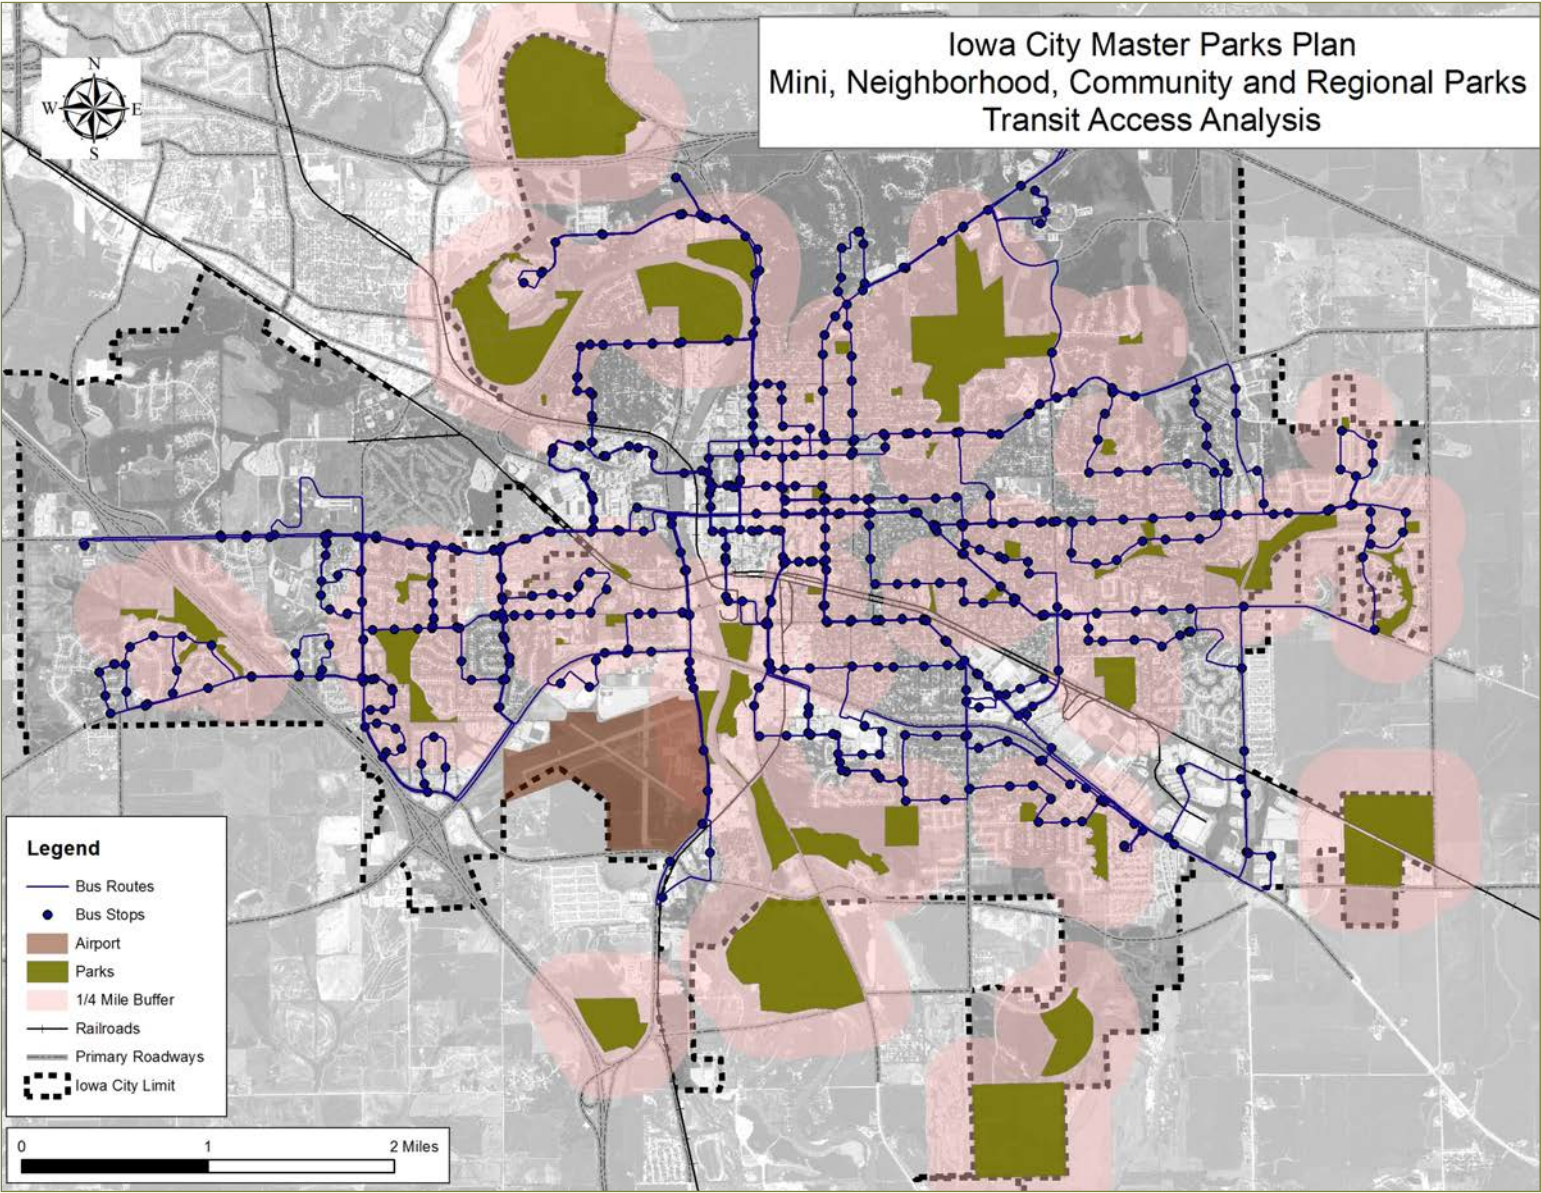 Iowa City Master Parks Plan
Mini, Neighborhood, Community and Regional Parks
Transit Access Analysis
N
W E
S
Legend
Bus Routes
Bus Stops
Airport
Parks
1/4 Mile Buffer
Railroads
Primary Roadways
Iowa City Limit
0 1 2 Miles